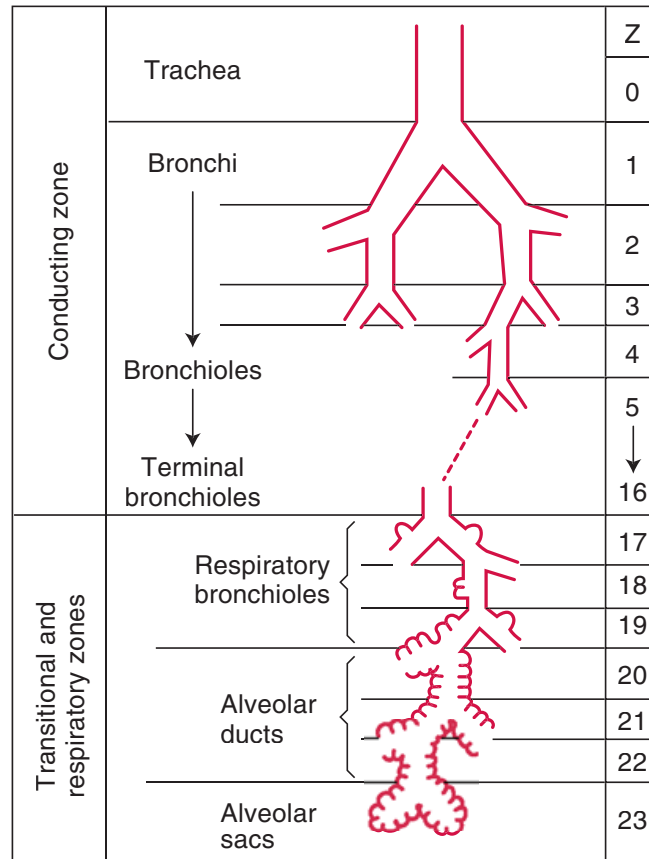 Z
Trachea
0
Bronchi
1
2
3
Conducting zone
4
Bronchioles
5
Terminal
bronchioles
16
17
Respiratory
bronchioles
18
19
Transitional and
respiratory zones
20
Alveolar
ducts
21
22
Alveolar
sacs
23